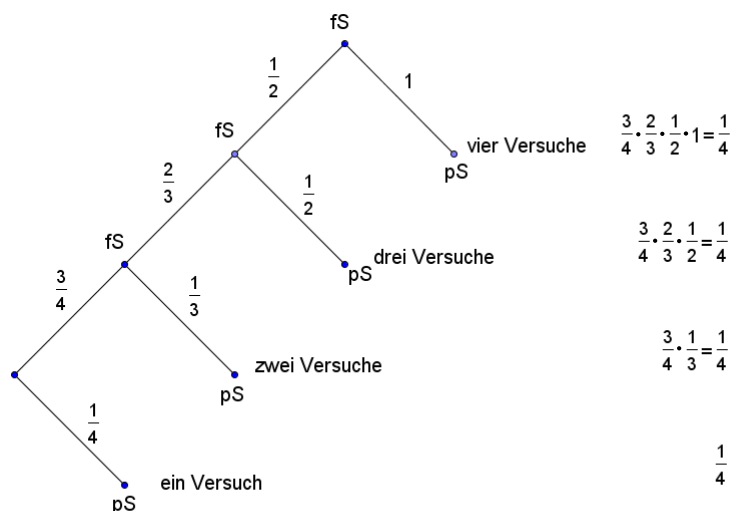 fS
1/2
1
fS
vier Versuche
3/4 · 2/3 · 1/2 · 1 = 1/4
pS
2/3
1/2
fS
drei Versuche
3/4 · 2/3 · 1/2 = 1/4
pS
3/4
1/3
zwei Versuche
3/4 · 1/3 = 1/4
pS
1/4
ein Versuch
1/4
pS